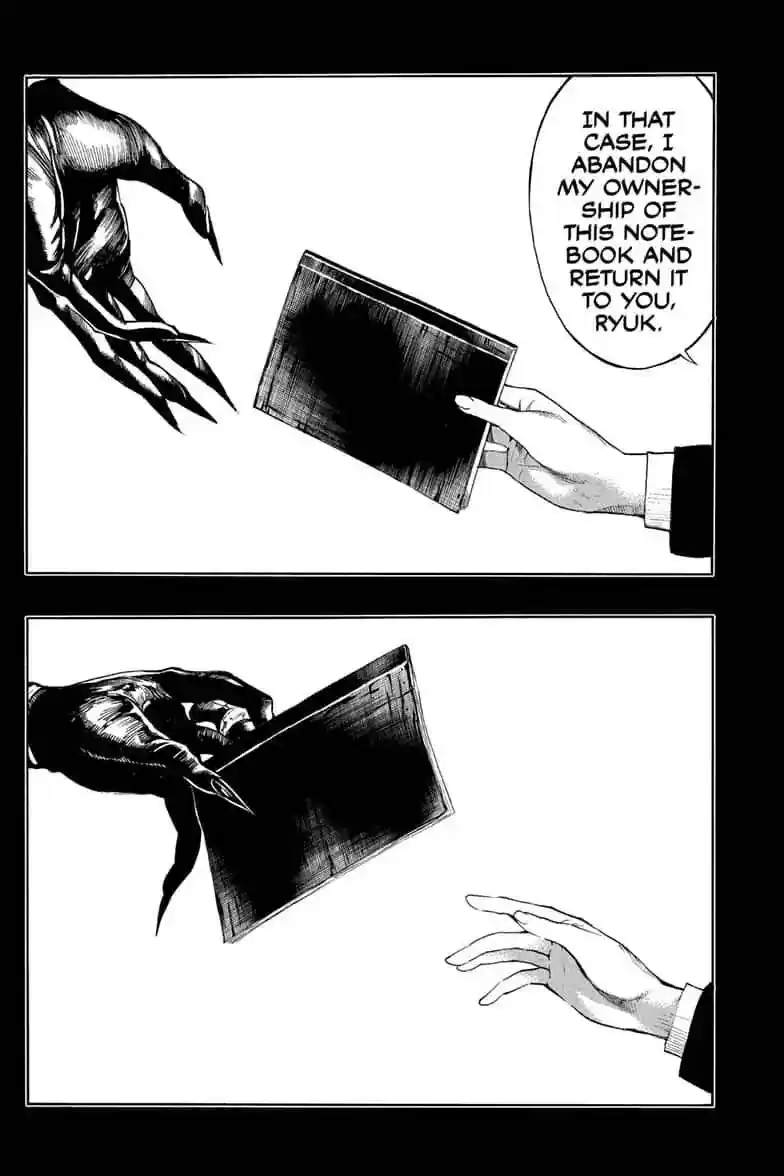 IN THAT
CASE, I
ABANDON
MY OWNER-
SHIP OF
THIS NOTE-
BOOK AND
RETURN IT
TO YOU,
RYUK.